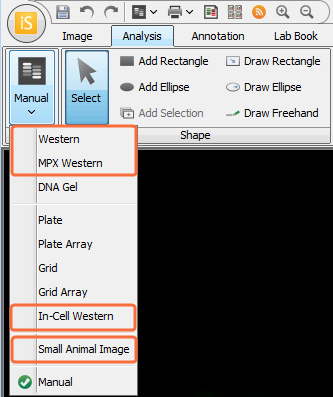 iS
Image Analysis Annotation Lab Book
Manual
Select
Add Rectangle Draw Rectangle
Add Ellipse Draw Ellipse
Add Selection Draw Freehand
Shape
Western
MPX Western
DNA Gel
Plate
Plate Array
Grid
Grid Array
In-Cell Western
Small Animal Image
Manual